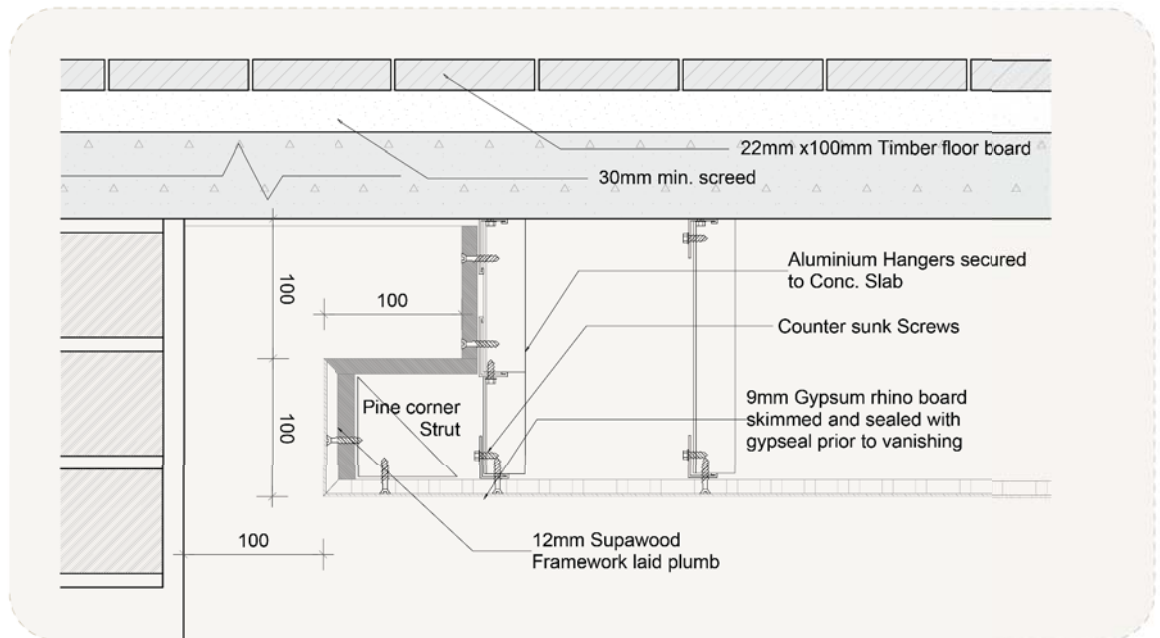 22mm x100mm Timber floor board
30mm min. screed
Aluminium Hangers secured
to Conc. Slab
100
100
Counter sunk Screws
9mm Gypsum rhino board
skimmed and sealed with
gypseal prior to vanishing
Pine corner
Strut
100
100
12mm Supawood
Framework laid plumb